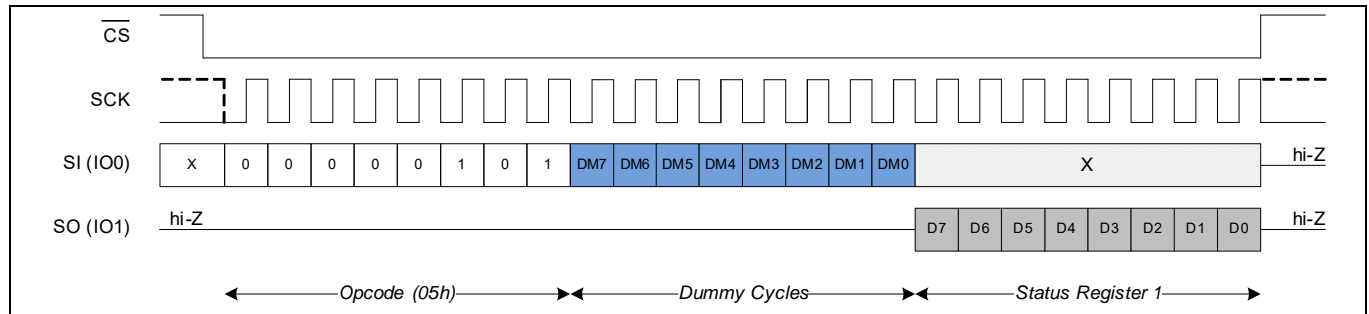 CS
SCK
SI (IO0) X 0 0 0 0 0 1 0 1 DM7 DM6 DM5 DM4 DM3 DM2 DM1 DM0 X hi-Z
SO (IO1) hi-Z D7 D6 D5 D4 D3 D2 D1 D0 hi-Z
Opcode (05h) Dummy Cycles Status Register 1